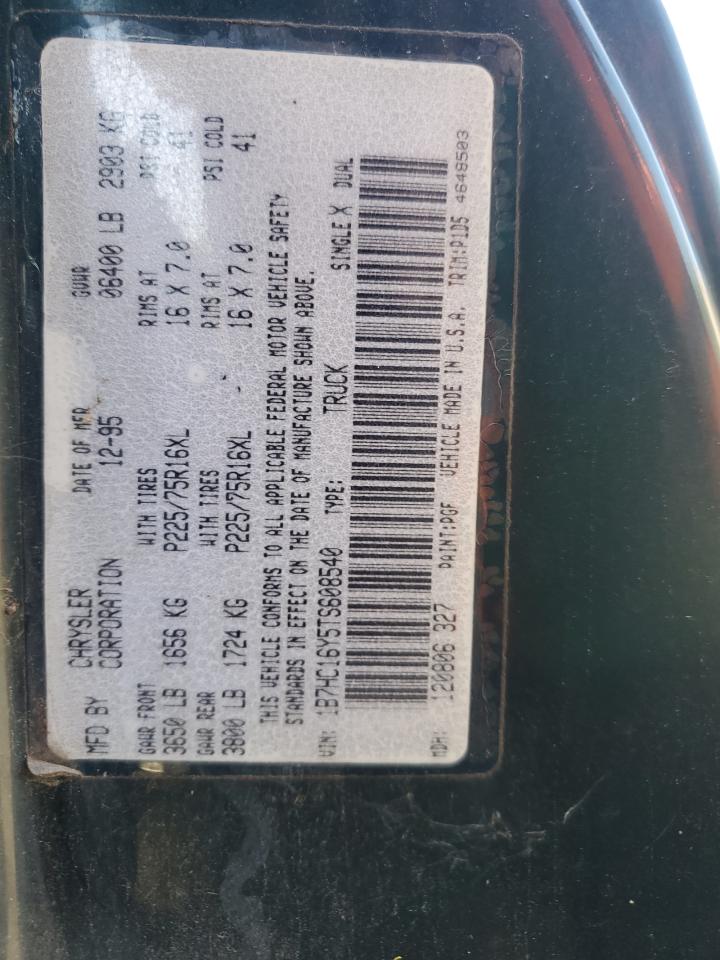 MFD BY CHRYSLER CORPORATION DATE OF MFR 12-95 GVWR 06400 LB 2903 KG
GAWR FRONT WITH TIRES RIMS AT PSI COLD
3650 LB 1656 KG P225/75R16XL 16 X 7.0 41
GAWR REAR WITH TIRES RIMS AT PSI COLD
3800 LB 1724 KG P225/75R16XL 16 X 7.0 41
THIS VEHICLE CONFORMS TO ALL APPLICABLE FEDERAL MOTOR VEHICLE SAFETY
STANDARDS IN EFFECT ON THE DATE OF MANUFACTURE SHOWN ABOVE.
VIN: 1B7HC16Y5TS608540 TYPE: TRUCK SINGLE X DUAL
MDH: 120806 327 PAINT:PGF VEHICLE MADE IN U.S.A. TRIM:P1D5 4648503